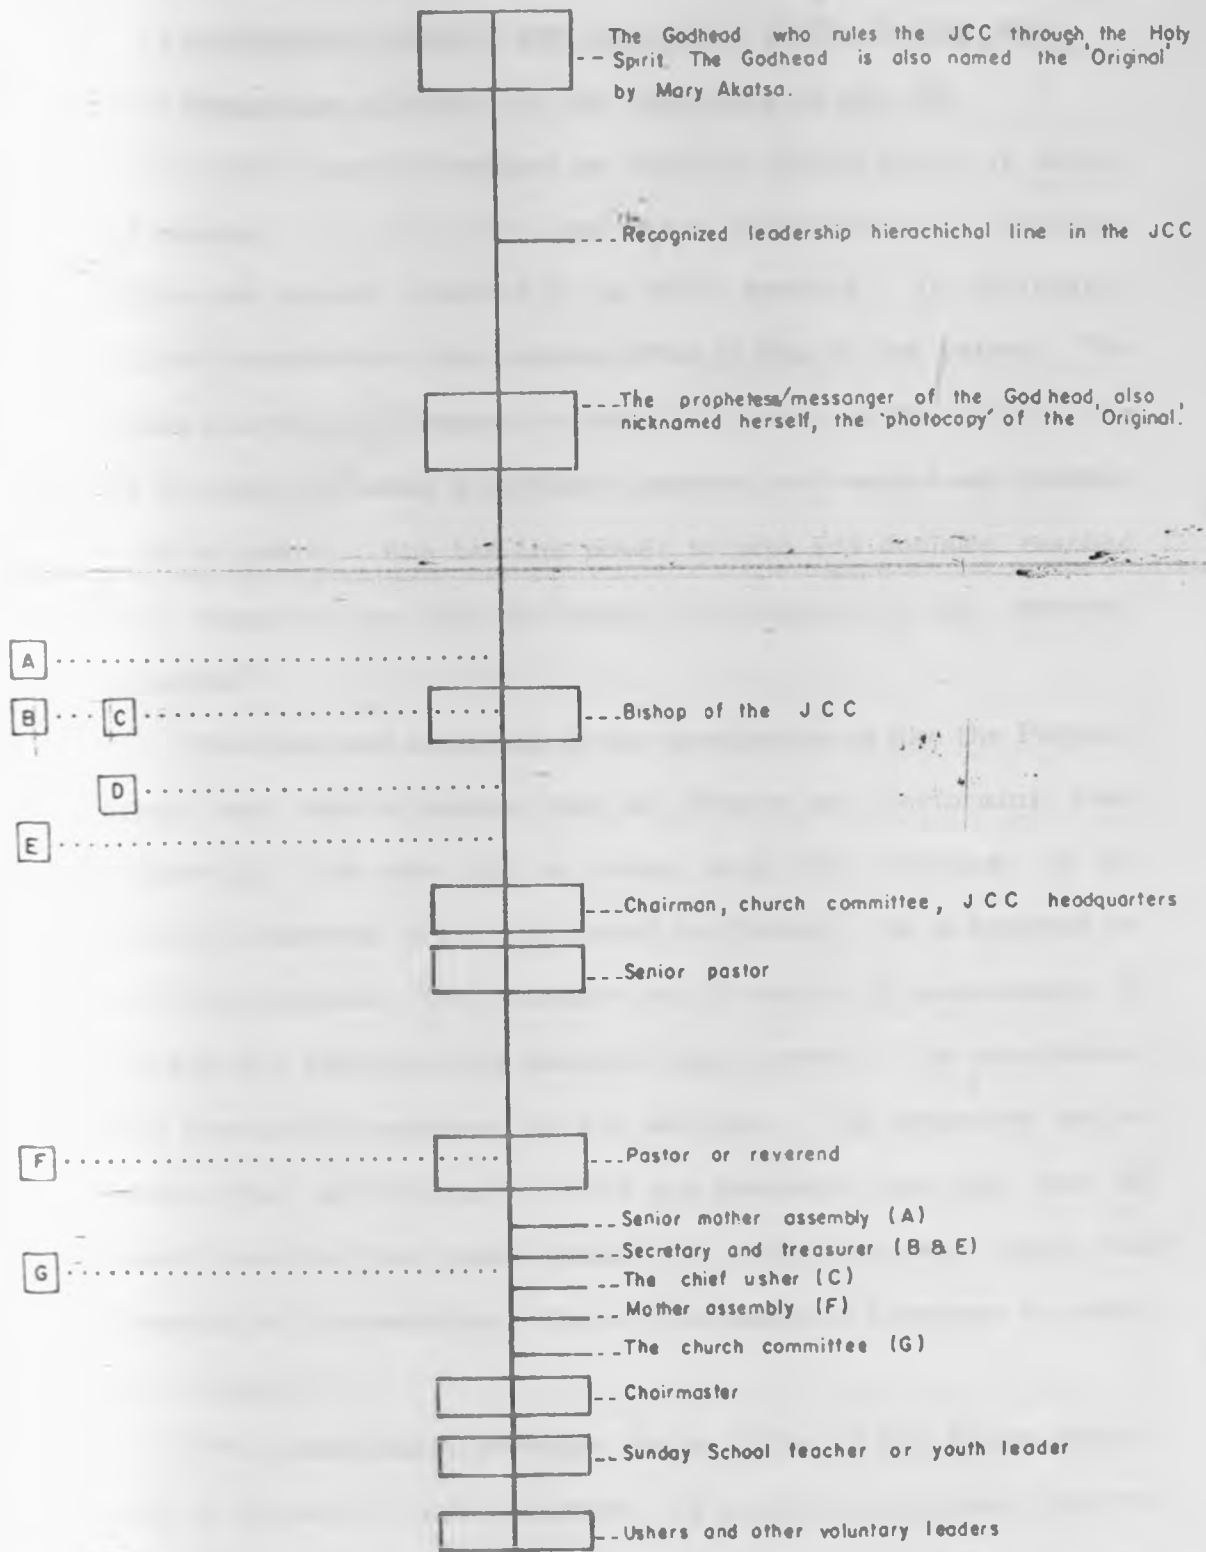 The Godhead who rules the JCC through the Holy
Spirit. The Godhead is also named the 'Original'
by Mary Akatsa.
the
Recognized leadership hierachichal line in the JCC
The prophetess/messanger of the Godhead, also,
nicknamed herself, the 'photocopy' of the 'Original.
A
B C
Bishop of the JCC
D
E
Chairman, church committee, JCC headquarters
Senior pastor
F
Pastor or reverend
Senior mother assembly (A)
Secretary and treasurer (B & E)
G
The chief usher (C)
Mother assembly (F)
The church committee (G)
Choirmaster
Sunday School teacher or youth leader
Ushers and other voluntary leaders